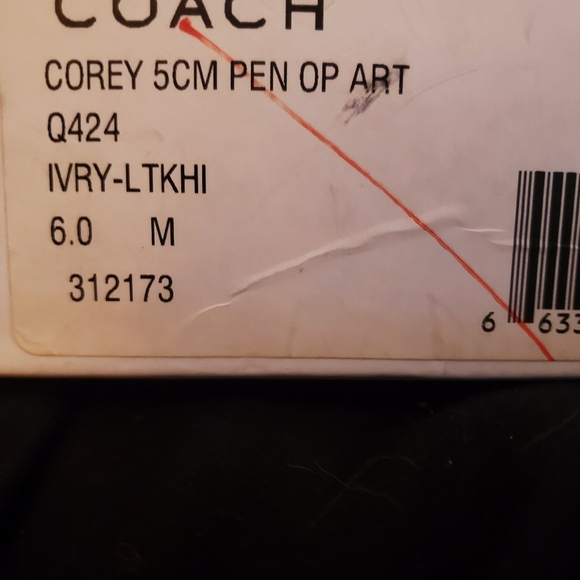 COACH
COREY 5CM PEN OP ART
Q424
IVRY-LTKHI
6.0 M
312173
6 633